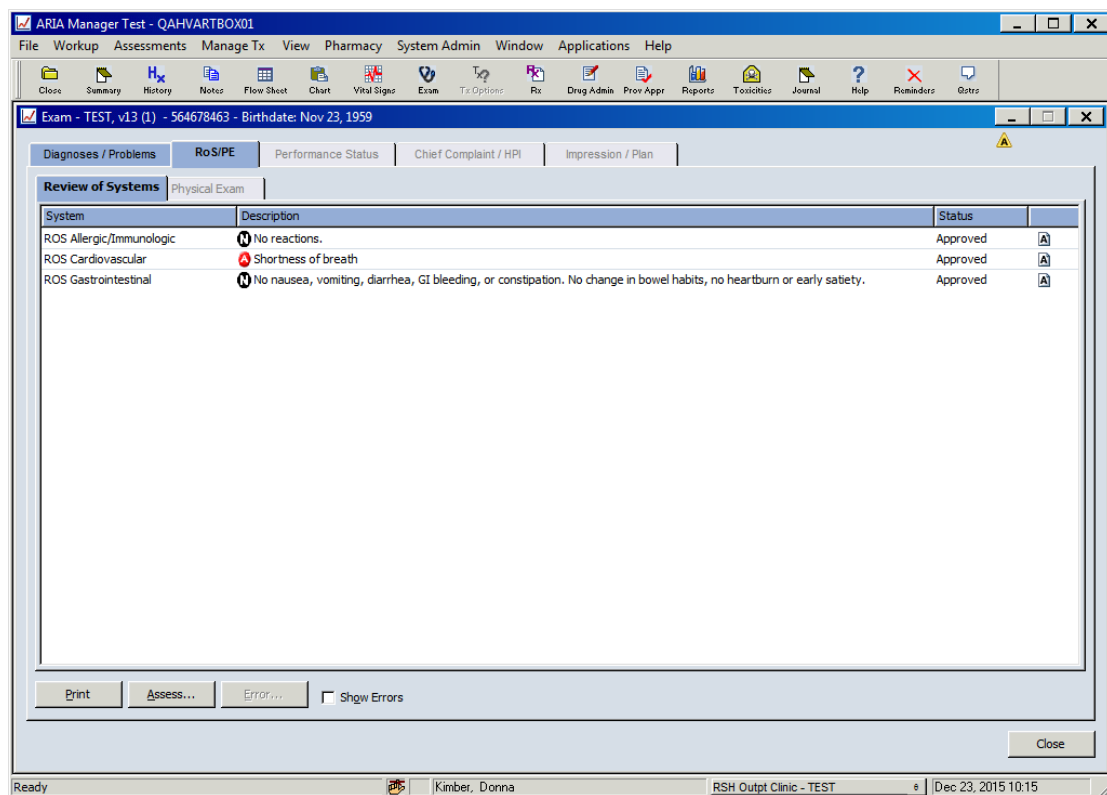 ARIA Manager Test - QAHVARTBOX01
File Workup Assessments Manage Tx View Pharmacy System Admin Window Applications Help
Hx Tx? Rx ?
Close Summary History Notes Flow Sheet Chart Vital Signs Exam Tx Options Rx Drug Admin Prov Appr Reports Toxicities Journal Help Reminders Qstrs
Exam - TEST, v13 (1) - 564678463 - Birthdate: Nov 23, 1959
A
Diagnoses / Problems RoS/PE Performance Status Chief Complaint / HPI Impression / Plan
Review of Systems Physical Exam
System Description Status
ROS Allergic/Immunologic N No reactions. Approved A
ROS Cardiovascular A Shortness of breath Approved A
ROS Gastrointestinal N No nausea, vomiting, diarrhea, GI bleeding, or constipation. No change in bowel habits, no heartburn or early satiety. Approved A
Print Assess... Error... Show Errors
Close
Ready Kimber, Donna RSH Outpt Clinic - TEST Dec 23, 2015 10:15